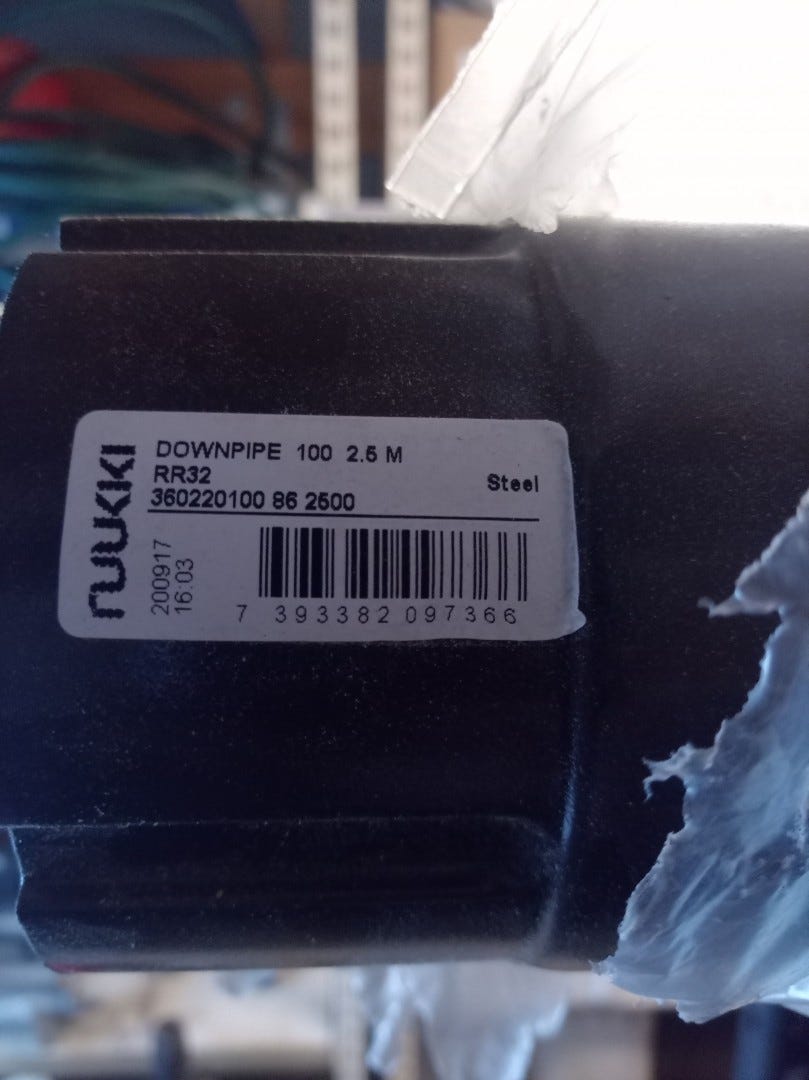 ruukki
DOWNPIPE 100 2.5 M
RR32
Steel
360220100 86 2500
200917
16:03
7 393382 097366